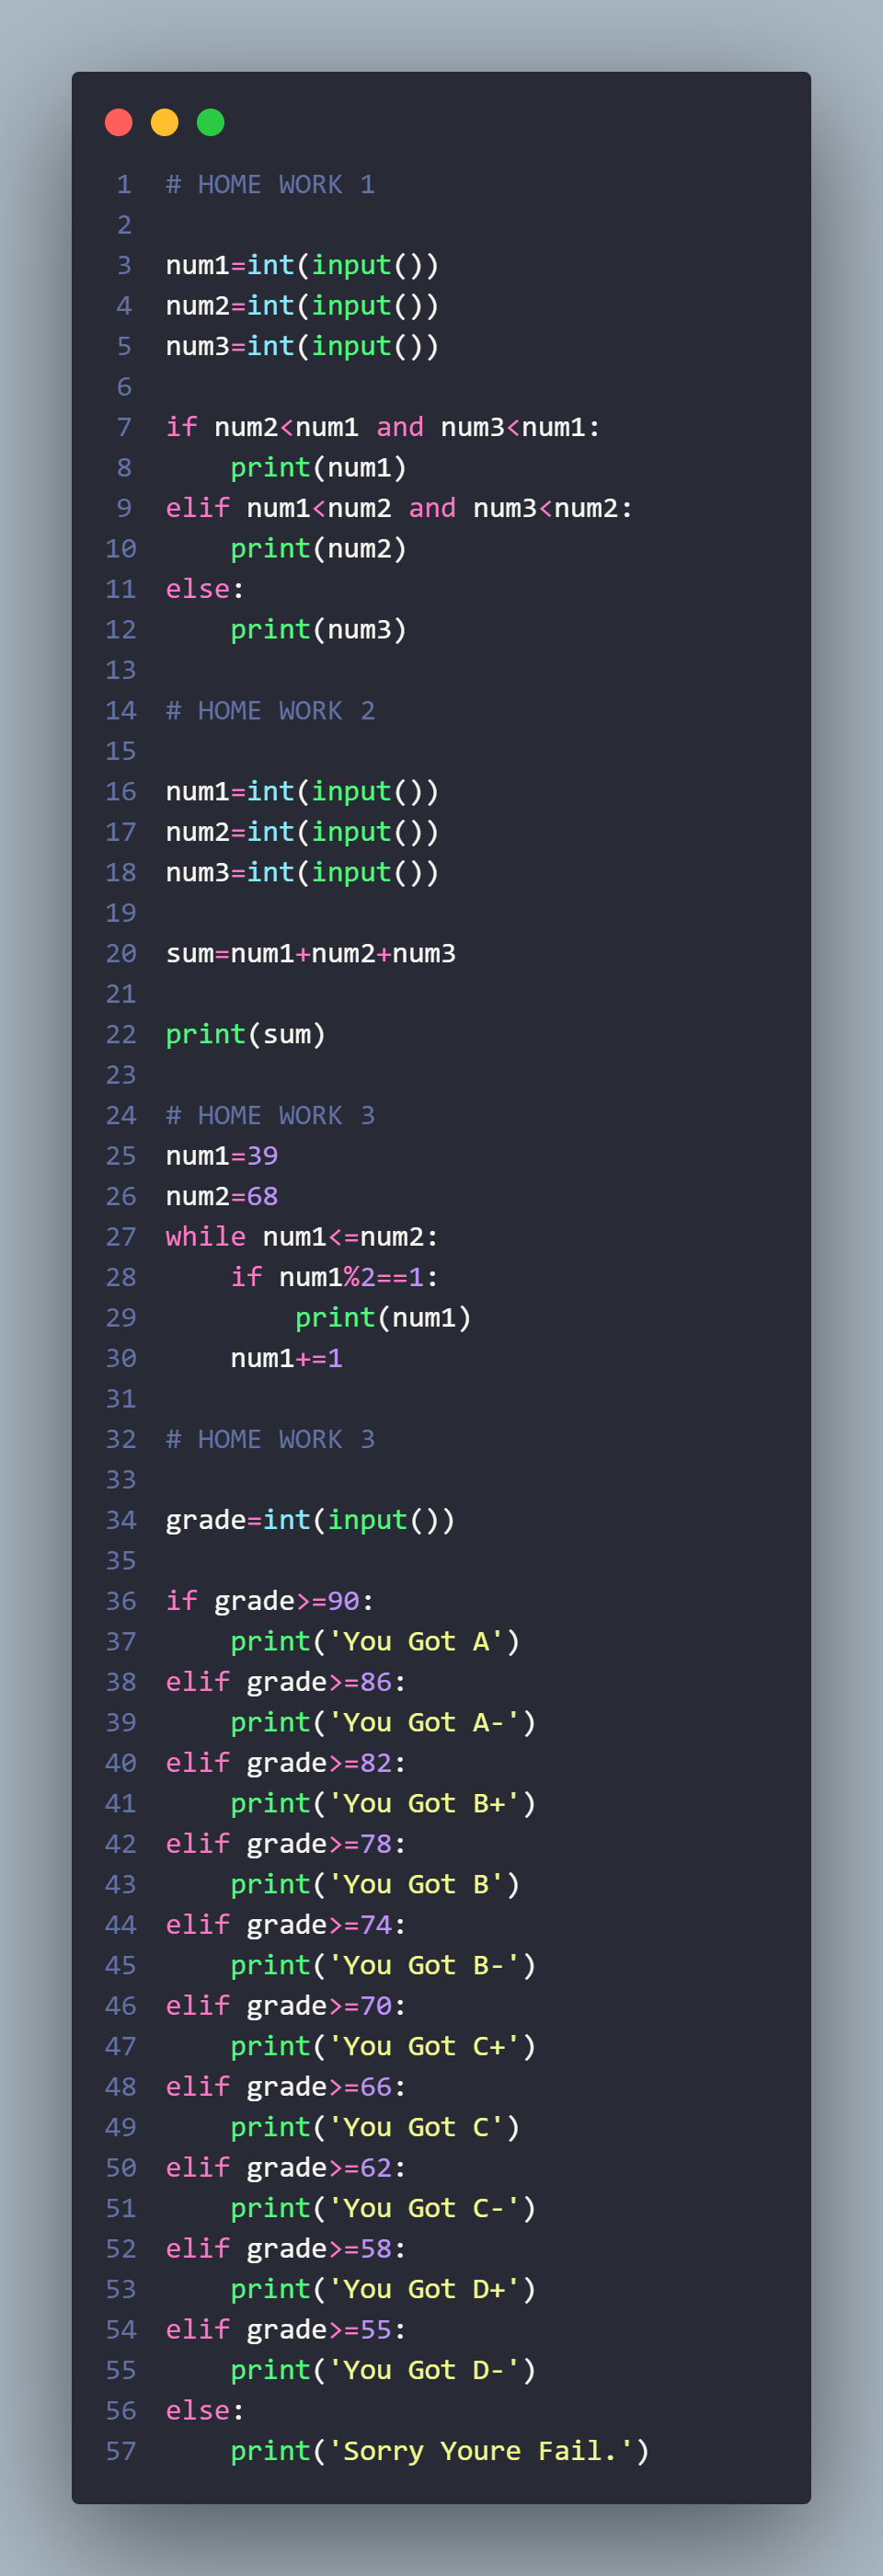 1 # HOME WORK 1
2
3 num1=int(input())
4 num2=int(input())
5 num3=int(input())
6
7 if num2<num1 and num3<num1:
8     print(num1)
9 elif num1<num2 and num3<num2:
10     print(num2)
11 else:
12     print(num3)
13
14 # HOME WORK 2
15
16 num1=int(input())
17 num2=int(input())
18 num3=int(input())
19
20 sum=num1+num2+num3
21
22 print(sum)
23
24 # HOME WORK 3
25 num1=39
26 num2=68
27 while num1<=num2:
28     if num1%2==1:
29         print(num1)
30     num1+=1
31
32 # HOME WORK 3
33
34 grade=int(input())
35
36 if grade>=90:
37     print('You Got A')
38 elif grade>=86:
39     print('You Got A-')
40 elif grade>=82:
41     print('You Got B+')
42 elif grade>=78:
43     print('You Got B')
44 elif grade>=74:
45     print('You Got B-')
46 elif grade>=70:
47     print('You Got C+')
48 elif grade>=66:
49     print('You Got C')
50 elif grade>=62:
51     print('You Got C-')
52 elif grade>=58:
53     print('You Got D+')
54 elif grade>=55:
55     print('You Got D-')
56 else:
57     print('Sorry Youre Fail.')